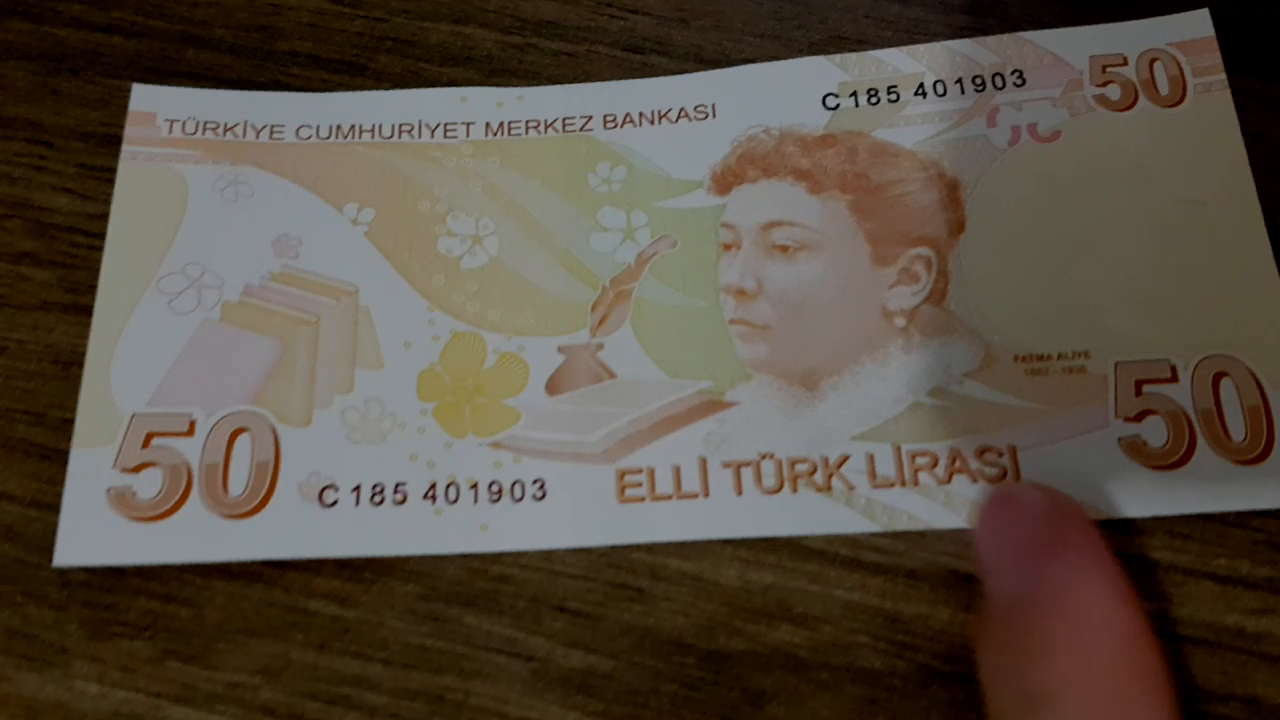 TÜRKİYE CUMHURİYET MERKEZ BANKASI
C185 401903
50
FATMA ALİYE
1862 - 1936
50
50
C185 401903
ELLİ TÜRK LİRASI